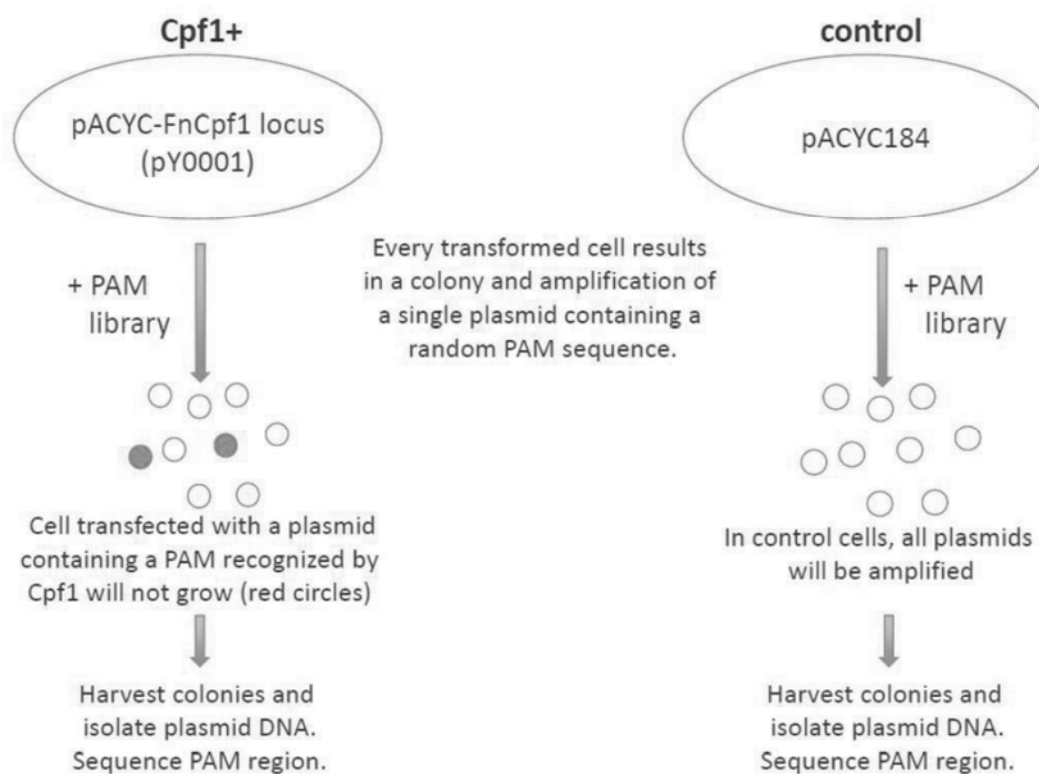 Cpf1+
pACYC-FnCpf1 locus
(pY0001)
+ PAM
library
Cell transfected with a plasmid
containing a PAM recognized by
Cpf1 will not grow (red circles)
Harvest colonies and
isolate plasmid DNA.
Sequence PAM region.
Every transformed cell results
in a colony and amplification of
a single plasmid containing a
random PAM sequence.
control
pACYC184
+ PAM
library
In control cells, all plasmids
will be amplified
Harvest colonies and
isolate plasmid DNA.
Sequence PAM region.